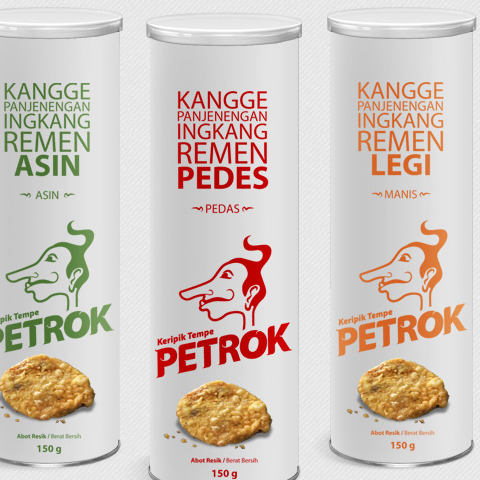 KANGGE
PANJENENGAN
INGKANG
REMEN
ASIN
ASIN
pik Tempe
PETROK
Abot Resik / Berat Bersih
150 g
KANGGE
PANJENENGAN
INGKANG
REMEN
PEDES
PEDAS
Keripik Tempe
PETROK
Abot Resik / Berat Bersih
150 g
KANGGE
PANJENENGAN
INGKANG
REMEN
LEGI
MANIS
Keripik Tempe
PETROK
Abot Resik / Berat Bersih
150 g